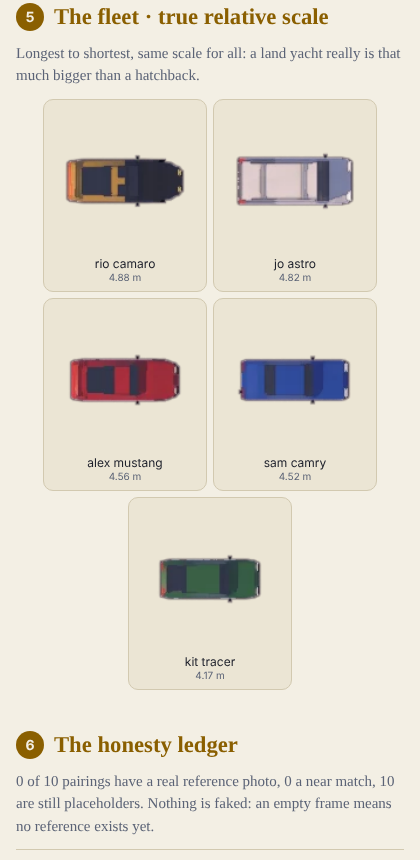 5 The fleet · true relative scale
Longest to shortest, same scale for all: a land yacht really is that
much bigger than a hatchback.
rio camaro
4.88 m
jo astro
4.82 m
alex mustang
4.56 m
sam camry
4.52 m
kit tracer
4.17 m
6 The honesty ledger
0 of 10 pairings have a real reference photo, 0 a near match, 10
are still placeholders. Nothing is faked: an empty frame means
no reference exists yet.